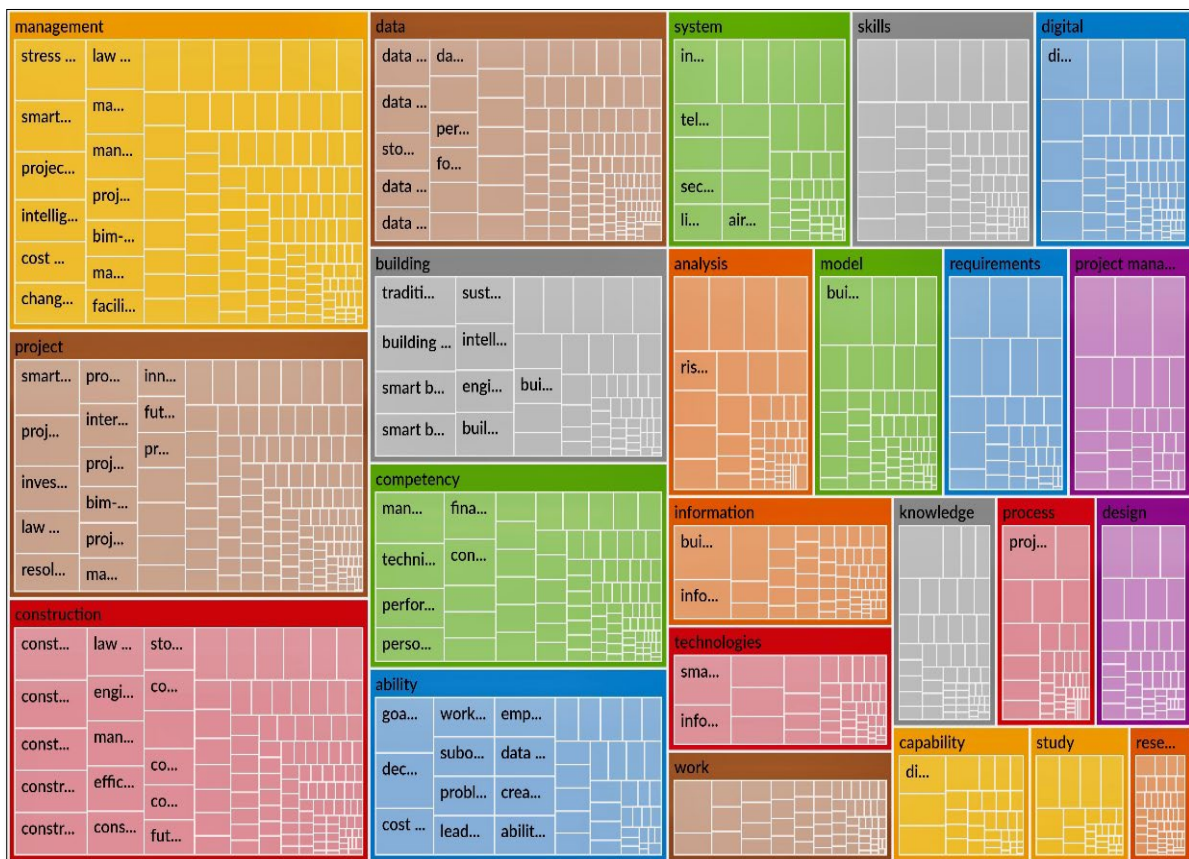 management
stress ...
law ...
smart...
ma...
projec...
man...
intellig...
proj...
cost ...
bim-...
chang...
ma...
facili...
project
smart...
pro...
inn...
proj...
inter...
fut...
inves...
proj...
pr...
law ...
bim-...
resol...
proj...
ma...
construction
const...
law ...
sto...
const...
engi...
co...
const...
man...
constr...
effic...
co...
constr...
cons...
co...
fut...
data
data ...
da...
data ...
per...
sto...
fo...
data ...
data ...
building
traditi...
sust...
building ...
intell...
smart b...
engi...
bui...
smart b...
buil...
competency
man...
fina...
techni...
con...
perfor...
perso...
ability
goa...
work...
emp...
dec...
subo...
data ...
probl...
crea...
cost ...
lead...
abilit...
system
in...
tel...
sec...
li...
air...
skills
digital
di...
analysis
ris...
model
bui...
requirements
project mana...
information
bui...
info...
knowledge
process
proj...
design
technologies
sma...
info...
work
capability
di...
study
rese...